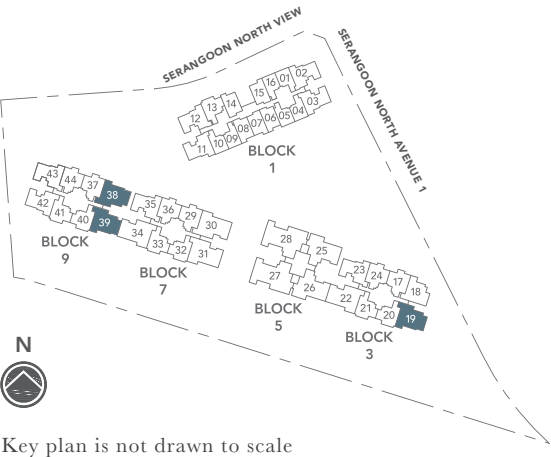 SERANGOON NORTH VIEW
SERANGOON NORTH AVENUE 1
12 13 14 15 16 01 02
11 10 09 08 07 06 05 04 03
BLOCK
1
43 44 37 38 35 36 29 30
42 41 40 39 34 33 32 31
BLOCK
9
BLOCK
7
28 25 23 24 17 18
27 26 22 21 20 19
BLOCK
5
BLOCK
3
N
Key plan is not drawn to scale